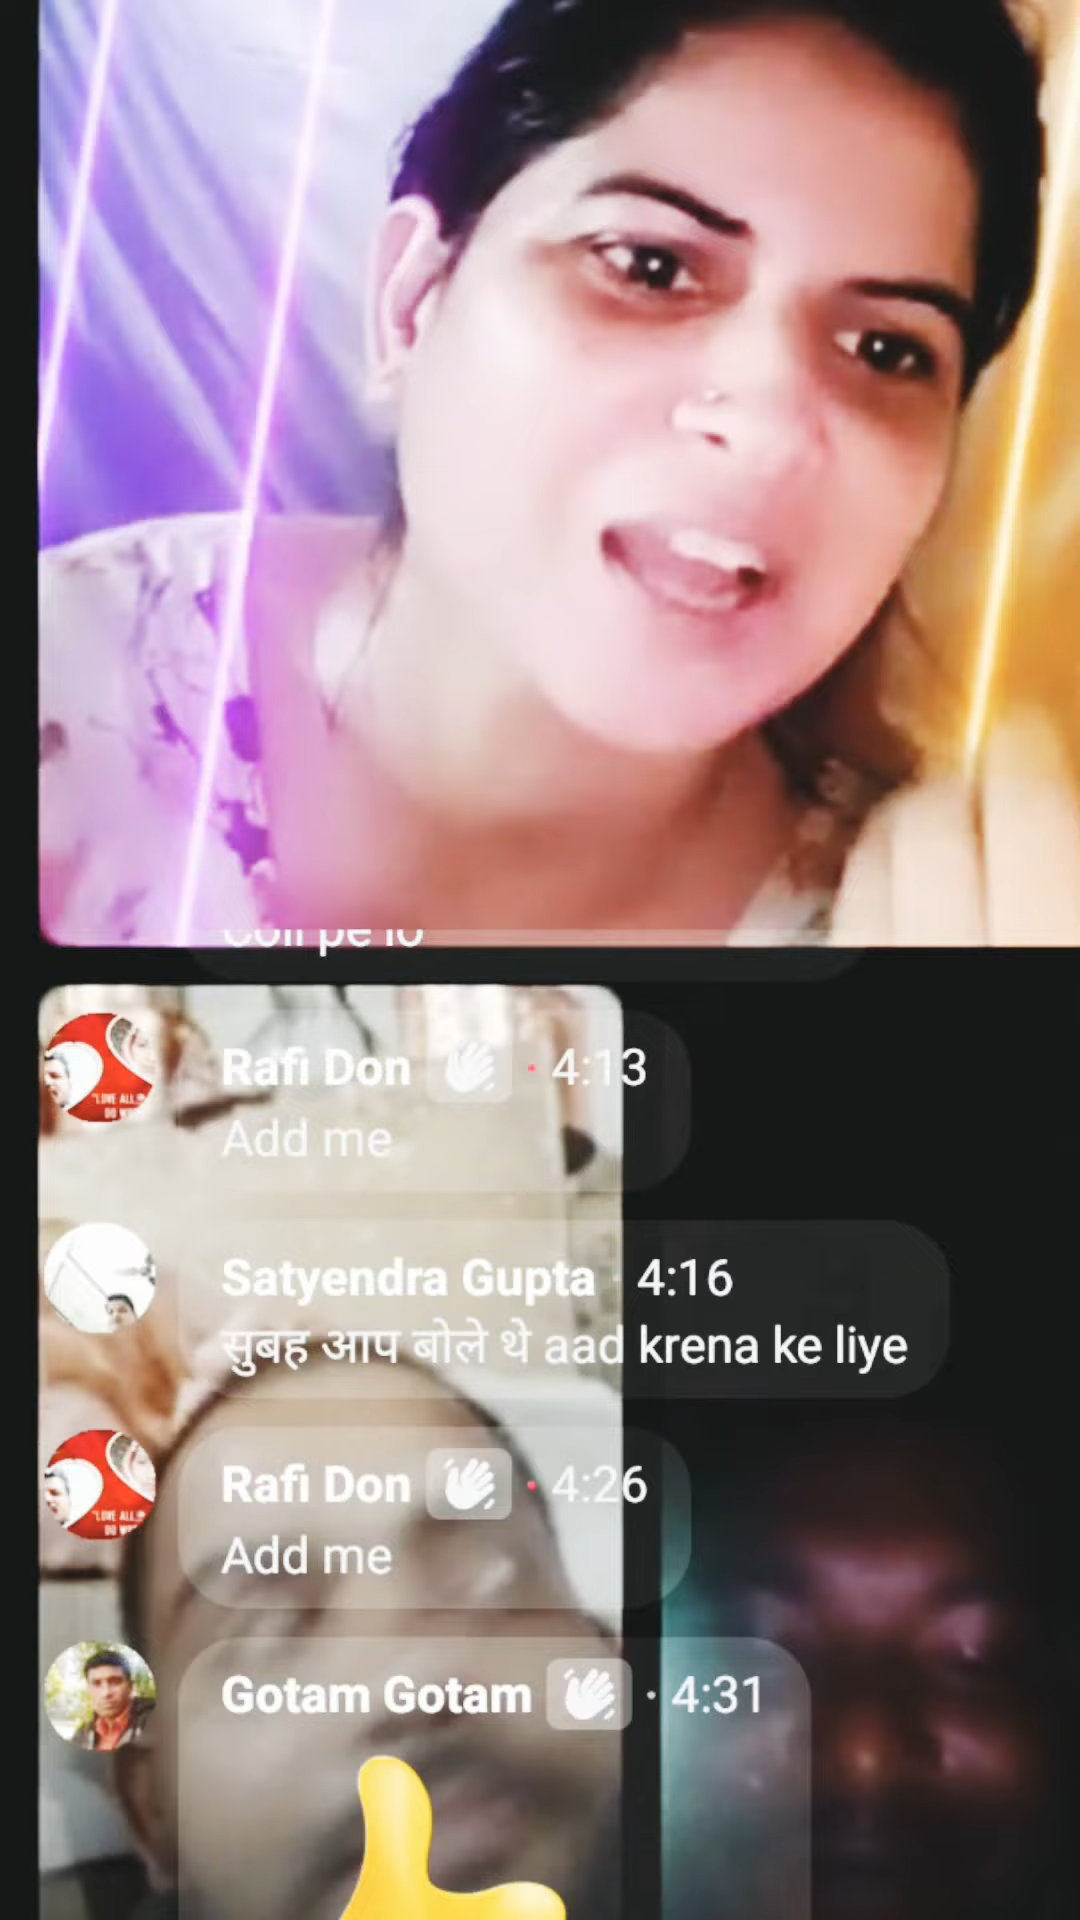 Rafi Don · 4:13
Add me
Satyendra Gupta · 4:16
सुबह आप बोले थे aad krena ke liye
Rafi Don · 4:26
Add me
Gotam Gotam · 4:31